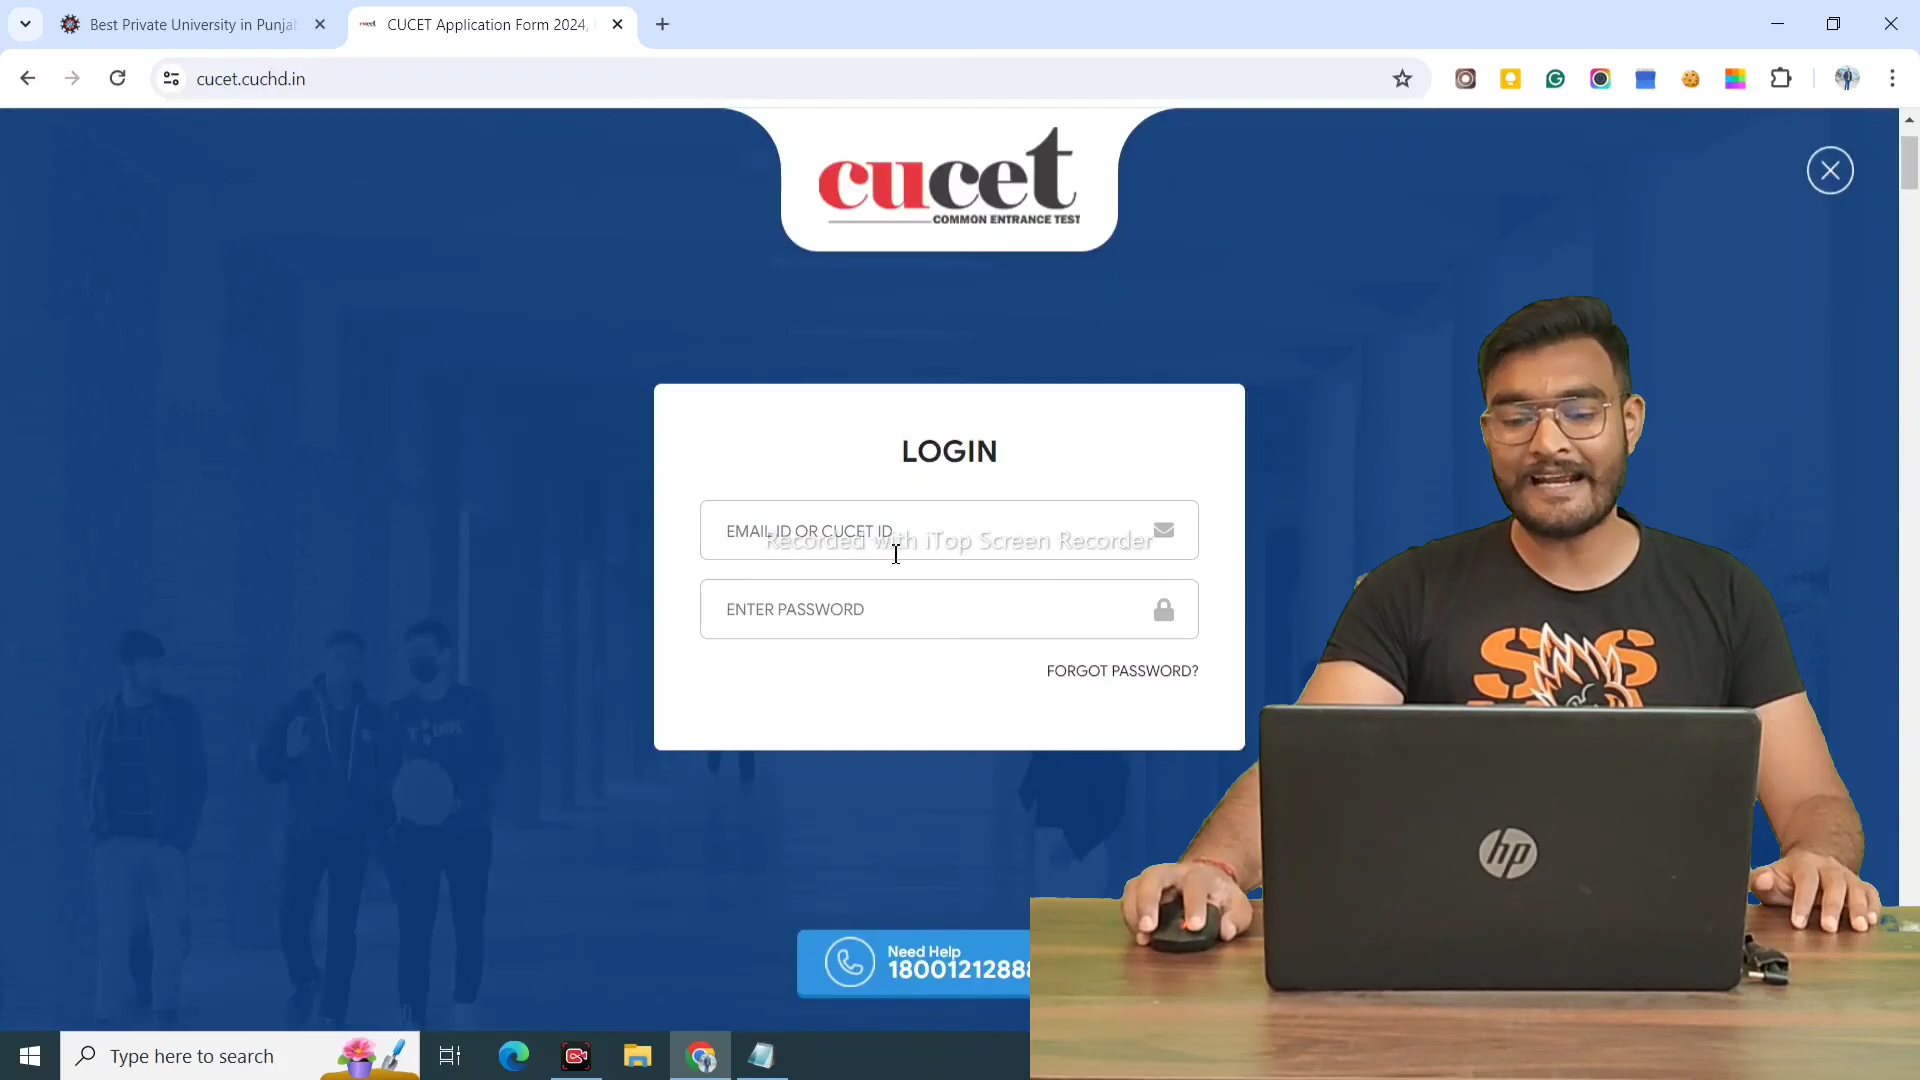 Best Private University in Punja
CUCET Application Form 2024,
cucet.cuchd.in
cucet
COMMON ENTRANCE TEST
LOGIN
EMAIL ID OR CUCET ID
Recorded with iTop Screen Recorder
ENTER PASSWORD
FORGOT PASSWORD?
hp
Need Help
1800121288
Type here to search